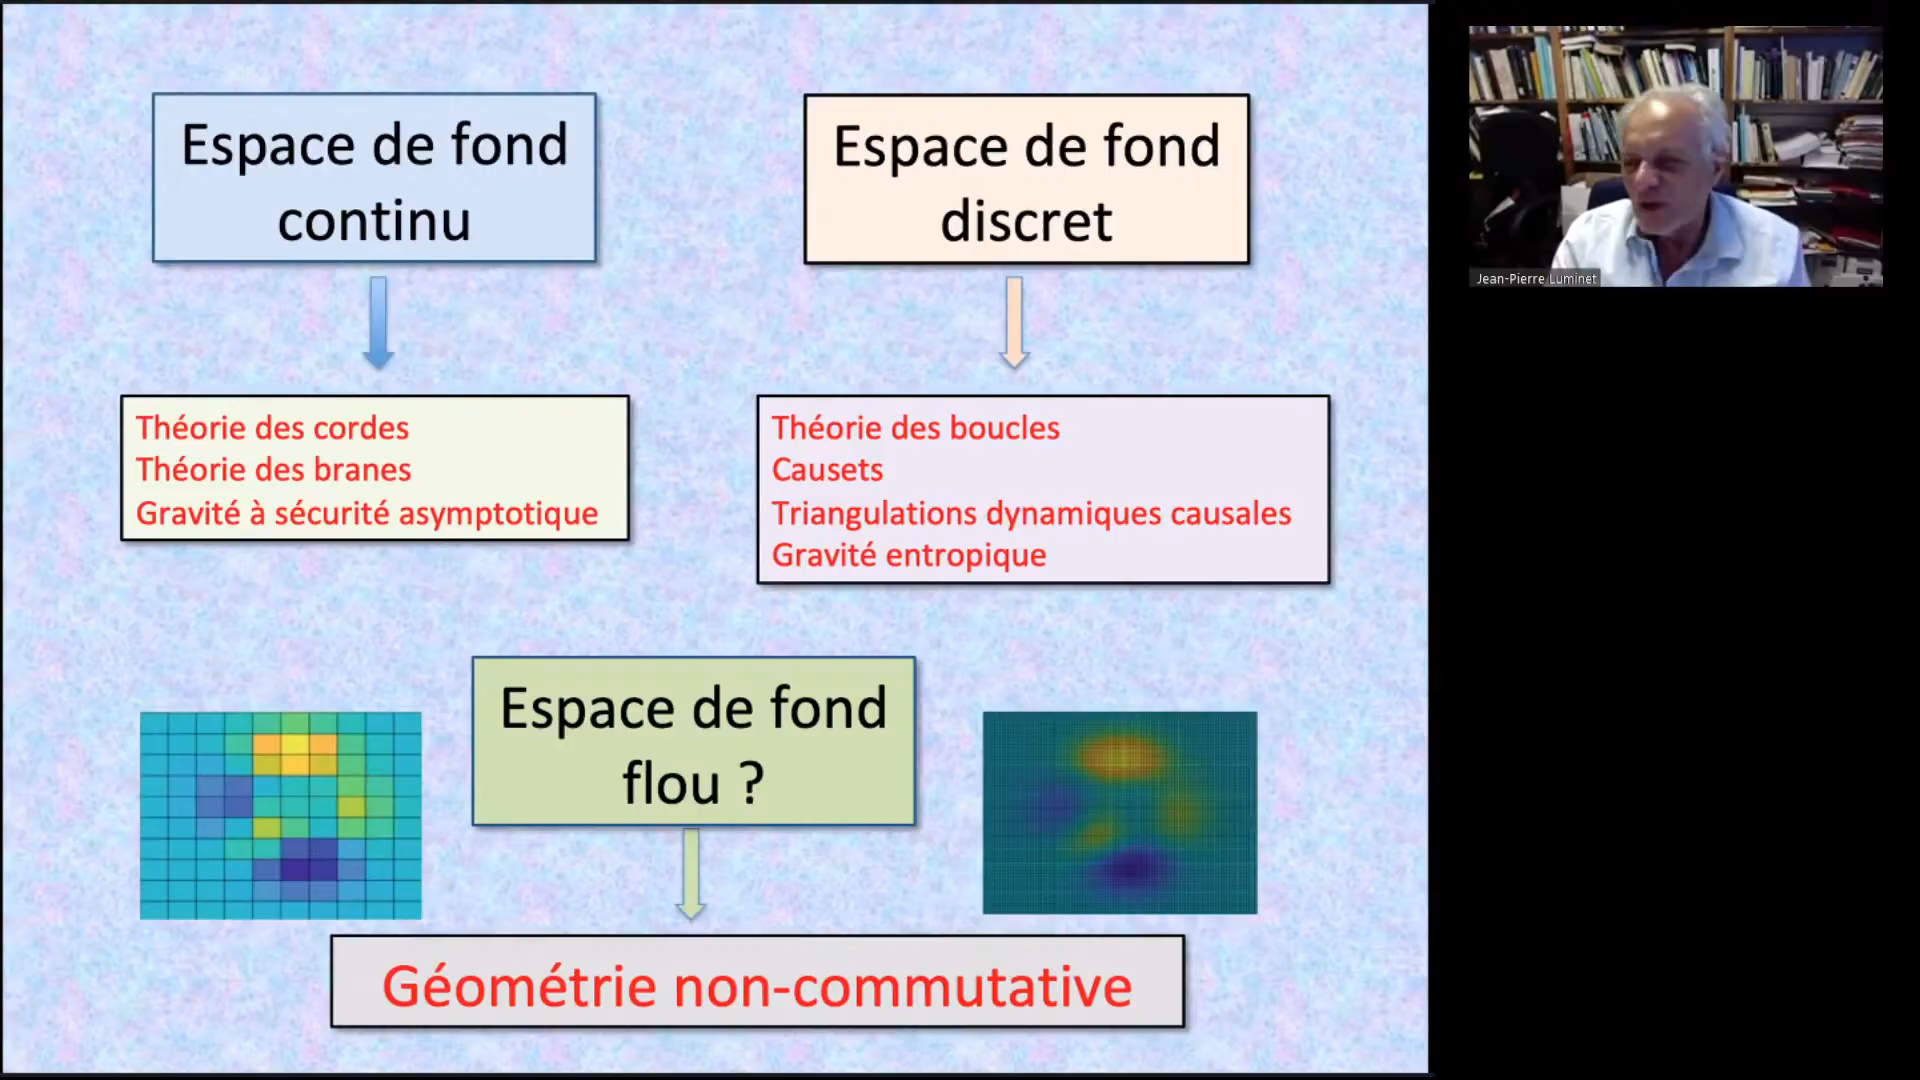 Espace de fond
continu
Espace de fond
discret
Théorie des cordes
Théorie des branes
Gravité à sécurité asymptotique
Théorie des boucles
Causets
Triangulations dynamiques causales
Gravité entropique
Espace de fond
flou ?
Géométrie non-commutative
Jean-Pierre Luminet